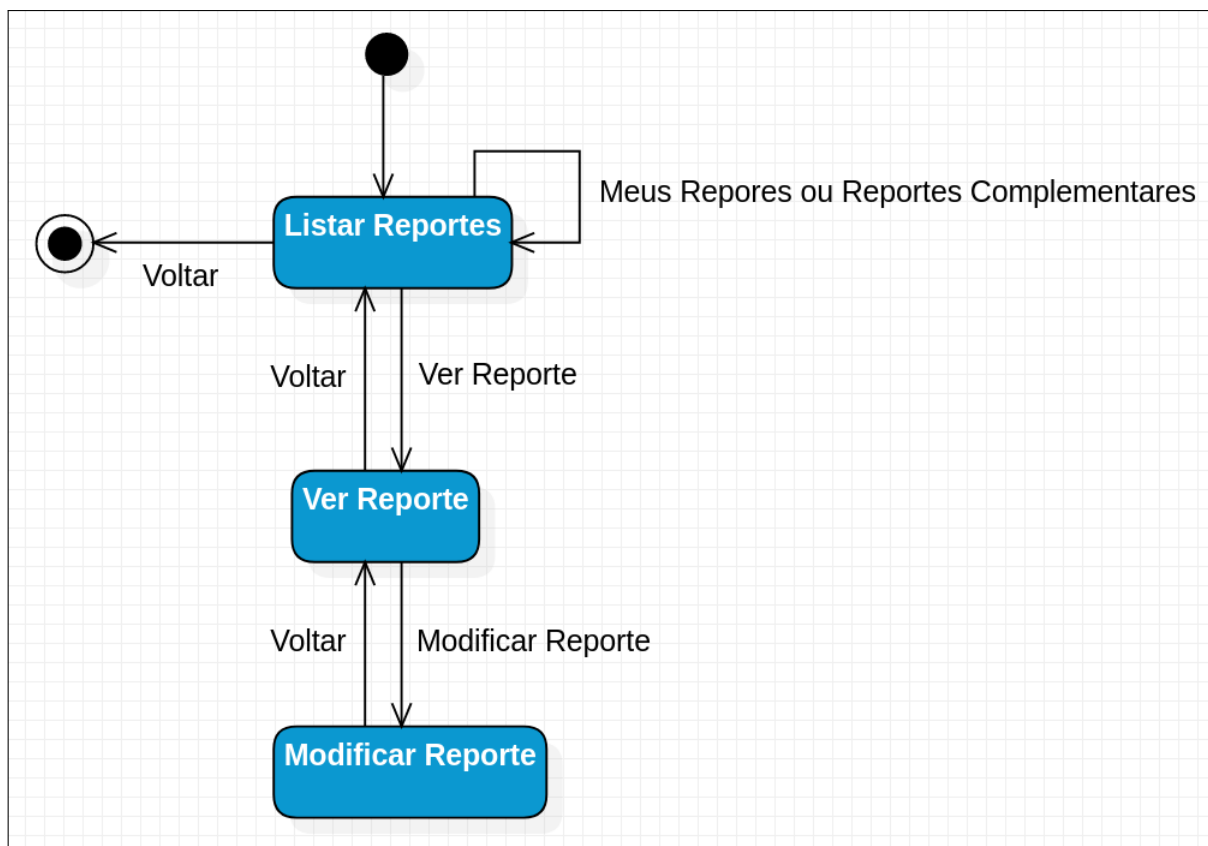 Meus Repores ou Reportes Complementares
Listar Reportes
Voltar
Voltar
Ver Reporte
Ver Reporte
Voltar
Modificar Reporte
Modificar Reporte